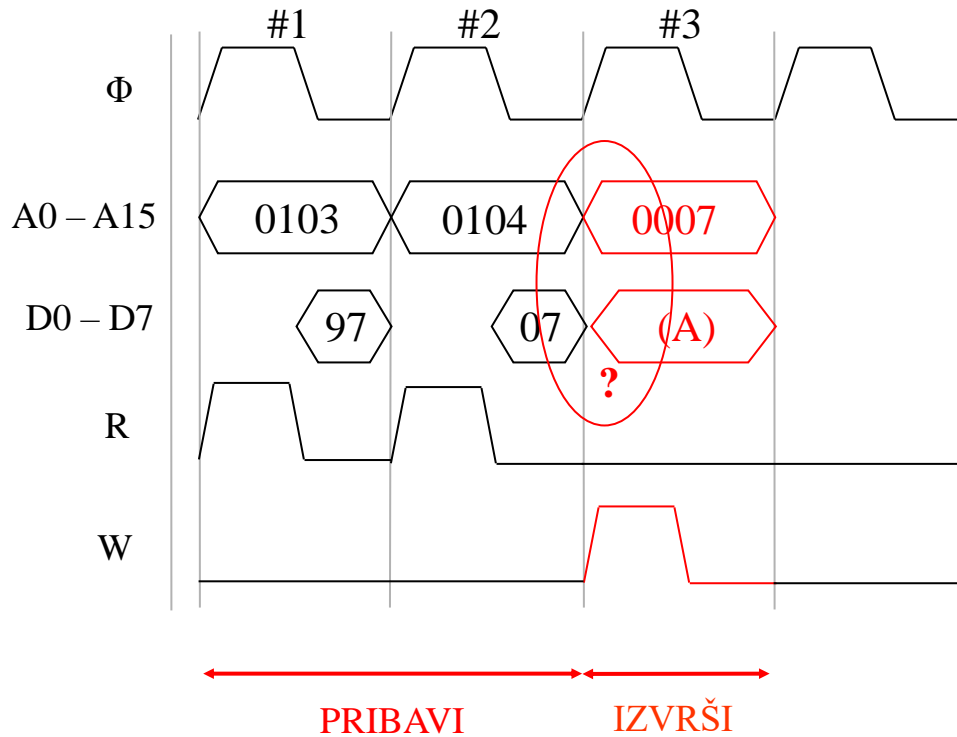 #1 #2 #3
Φ
A0 – A15 0103 0104 0007
D0 – D7 97 07 (A)
?
R
W
PRIBAVI IZVRŠI